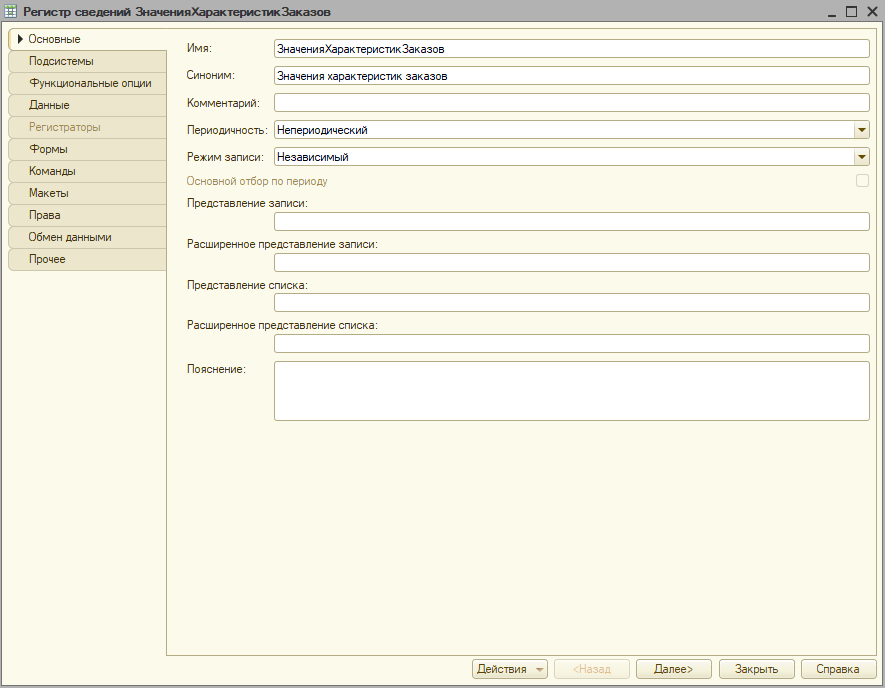 Регистр сведений ЗначенияХарактеристикЗаказов
Основные
Подсистемы
Функциональные опции
Данные
Регистраторы
Формы
Команды
Макеты
Права
Обмен данными
Прочее
Имя: ЗначенияХарактеристикЗаказов
Синоним: Значения характеристик заказов
Комментарий:
Периодичность: Непериодический
Режим записи: Независимый
Основной отбор по периоду
Представление записи:
Расширенное представление записи:
Представление списка:
Расширенное представление списка:
Пояснение:
Действия <Назад Далее> Закрыть Справка